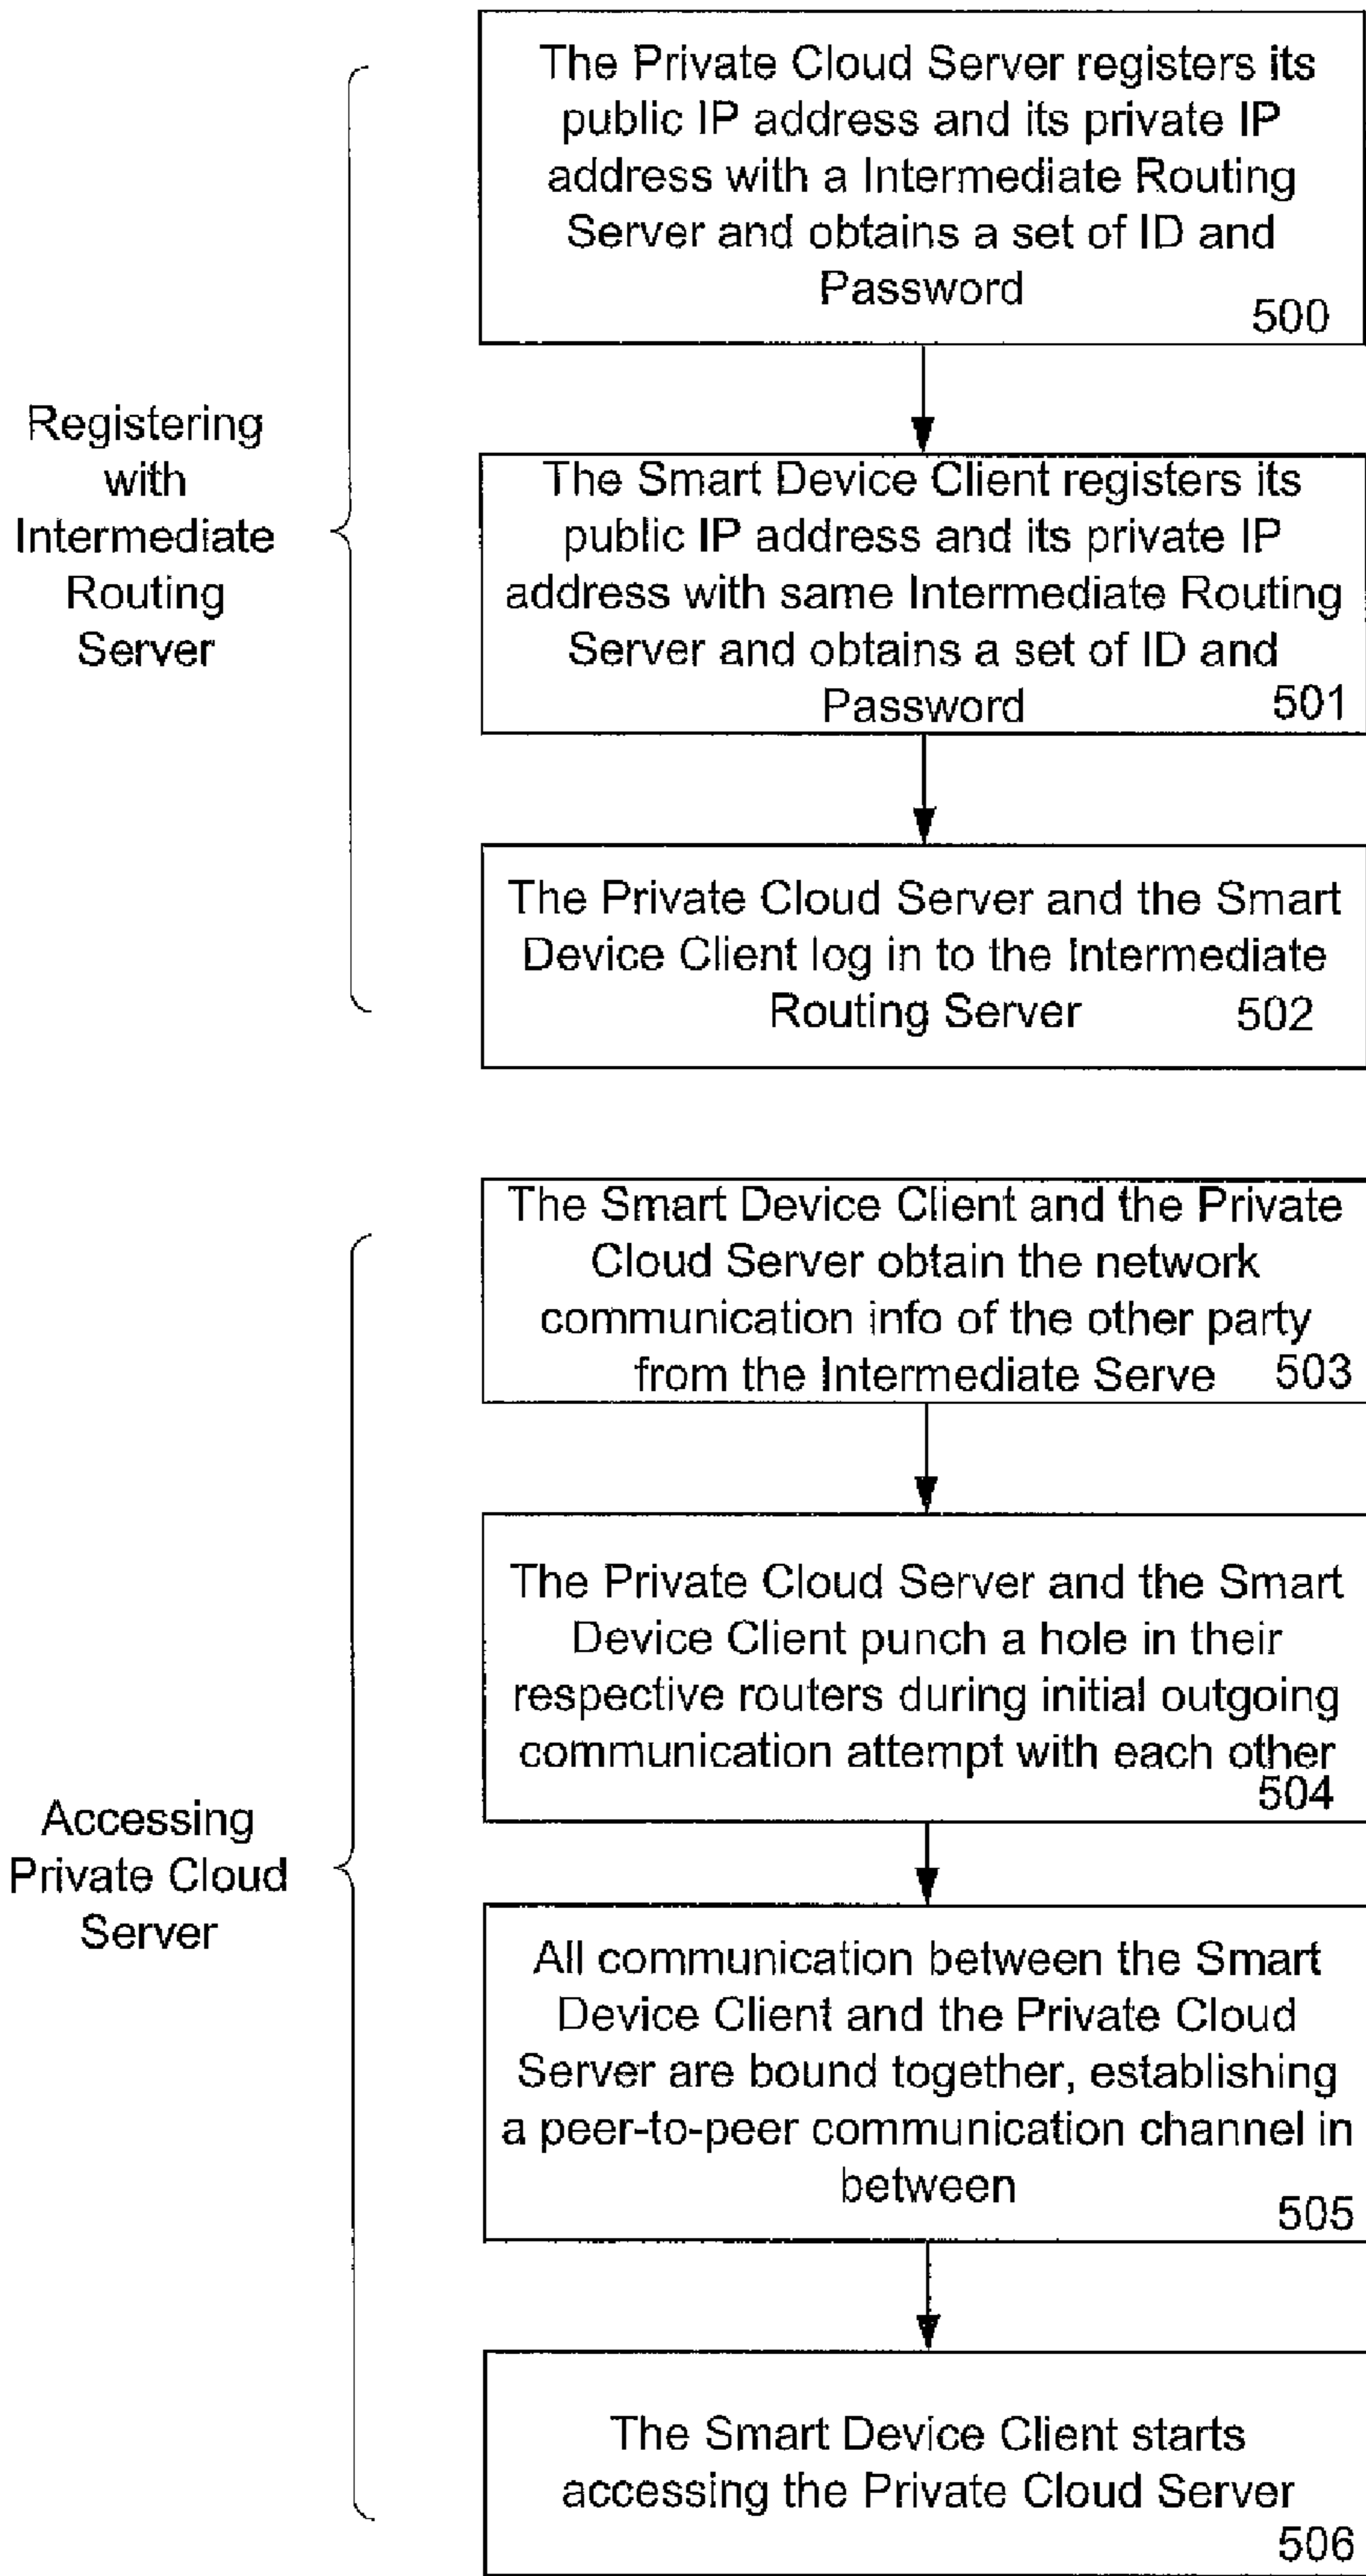 Registering
with
Intermediate
Routing
Server
The Private Cloud Server registers its
public IP address and its private IP
address with a Intermediate Routing
Server and obtains a set of ID and
Password
500
The Smart Device Client registers its
public IP address and its private IP
address with same Intermediate Routing
Server and obtains a set of ID and
Password
501
The Private Cloud Server and the Smart
Device Client log in to the Intermediate
Routing Server
502
Accessing
Private Cloud
Server
The Smart Device Client and the Private
Cloud Server obtain the network
communication info of the other party
from the Intermediate Serve
503
The Private Cloud Server and the Smart
Device Client punch a hole in their
respective routers during initial outgoing
communication attempt with each other
504
All communication between the Smart
Device Client and the Private Cloud
Server are bound together, establishing
a peer-to-peer communication channel in
between
505
The Smart Device Client starts
accessing the Private Cloud Server
506